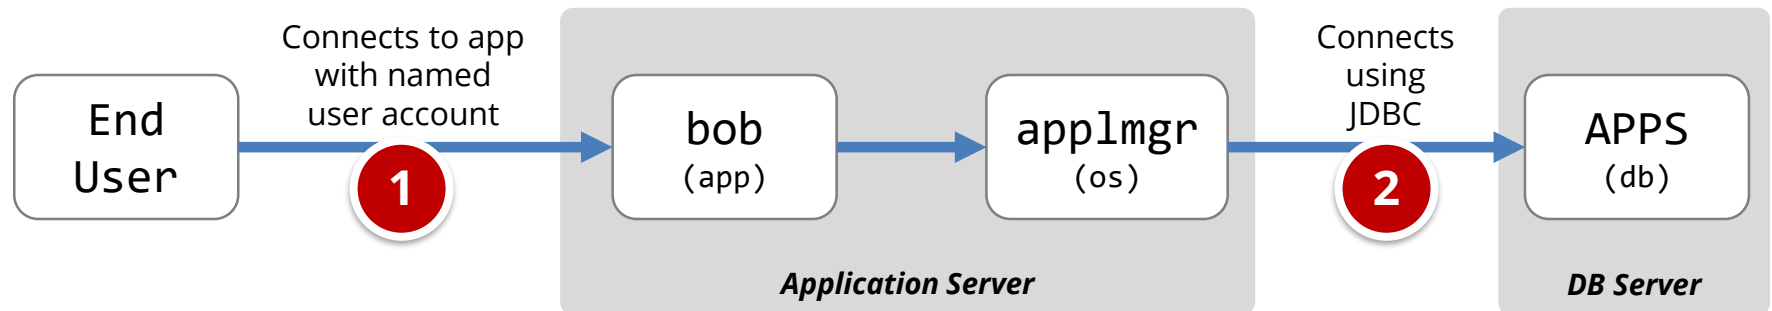 End
User
Connects to app
with named
user account
1
bob
(app)
applmgr
(os)
Application Server
Connects
using
JDBC
2
APPS
(db)
DB Server